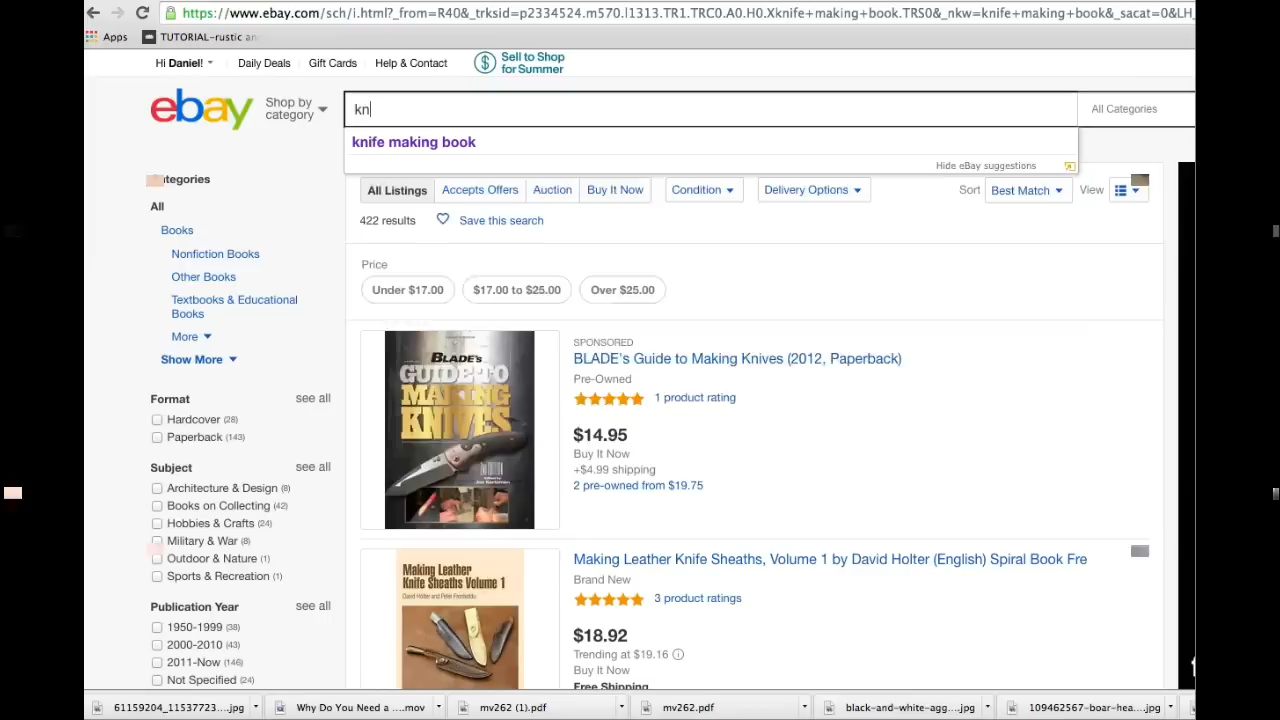 https://www.ebay.com/sch/i.html?_from=R40&_trksid=p2334524.m570.l1313.TR1.TRC0.A0.H0.Xknife+making+book.TRS0&_nkw=knife+making+book&_sacat=0&LH_
Apps TUTORIAL-rustic an
Hi Daniel! Daily Deals Gift Cards Help & Contact $ Sell to Shop for Summer
ebay Shop by category kn All Categories
knife making book
Hide eBay suggestions
All Listings Accepts Offers Auction Buy It Now Condition Delivery Options Sort Best Match View
422 results Save this search
Price
Under $17.00 $17.00 to $25.00 Over $25.00
tegories
All
Books
Nonfiction Books
Other Books
Textbooks & Educational
Books
More
Show More
Format see all
Hardcover (28)
Paperback (143)
Subject see all
Architecture & Design (8)
Books on Collecting (42)
Hobbies & Crafts (24)
Military & War (8)
Outdoor & Nature (1)
Sports & Recreation (1)
Publication Year see all
1950-1999 (38)
2000-2010 (43)
2011-Now (146)
Not Specified (24)
BLADE's
GUIDE TO
MAKING
KNIVES
SPONSORED
BLADE's Guide to Making Knives (2012, Paperback)
Pre-Owned
1 product rating
$14.95
Buy It Now
+$4.99 shipping
2 pre-owned from $19.75
Making Leather
Knife Sheaths Volume 1
Making Leather Knife Sheaths, Volume 1 by David Holter (English) Spiral Book Fre
Brand New
3 product ratings
$18.92
Trending at $19.16
Buy It Now
Free Shipping
61159204_11537723....jpg Why Do You Need a ....mov mv262 (1).pdf mv262.pdf black-and-white-agg....jpg 109462567-boar-hea....jpg